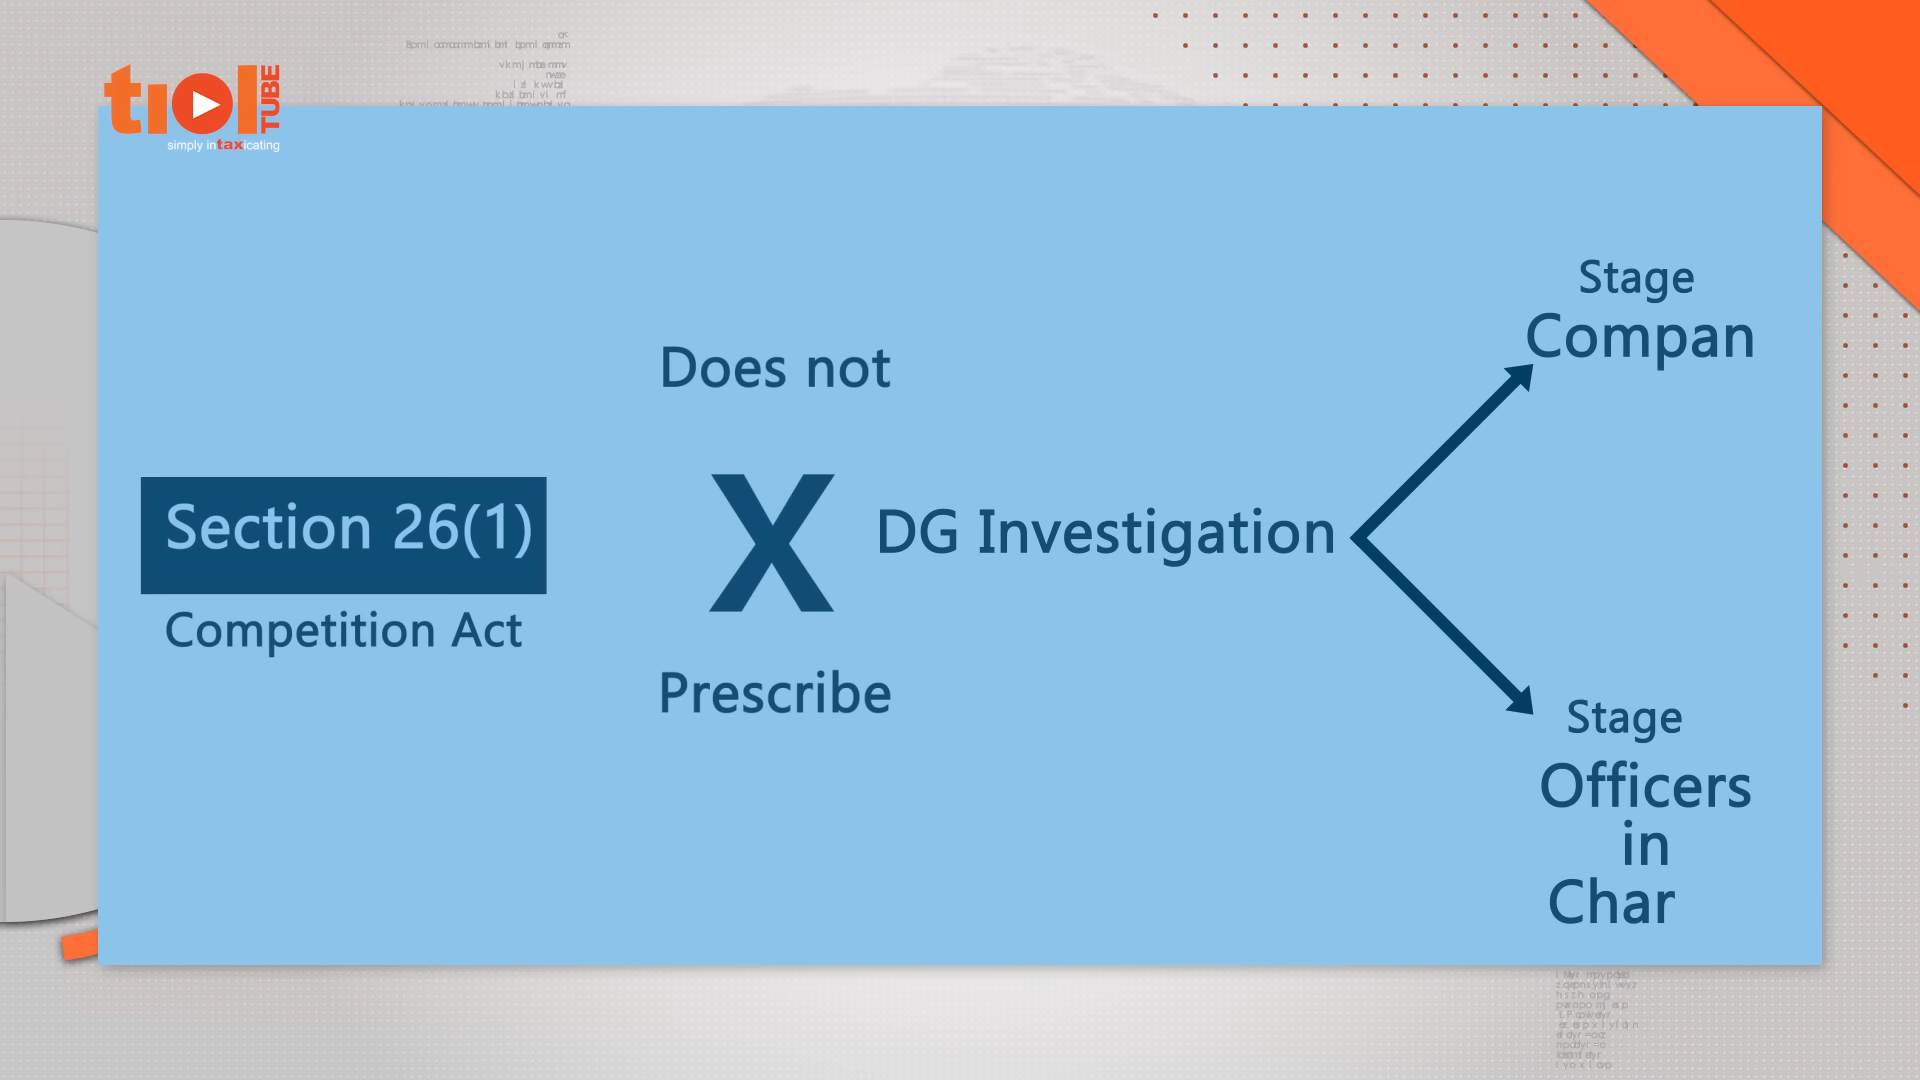 tiol TUBE
simply intaxicating
Section 26(1)
Competition Act
Does not
X
Prescribe
DG Investigation
Stage
Compan
Stage
Officers
in
Char